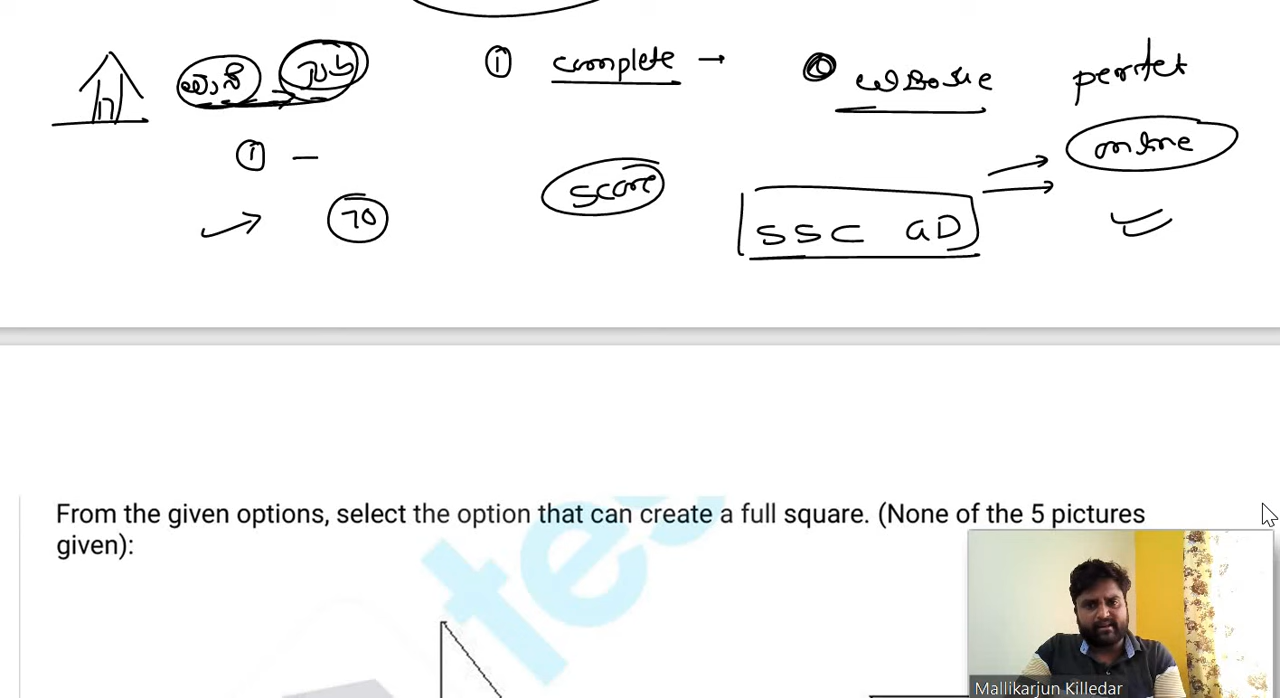 ① complete →
perfect
① –
online
score
70
SSC GD
From the given options, select the option that can create a full square. (None of the 5 pictures
given):
tes
Mallikarjun Killedar